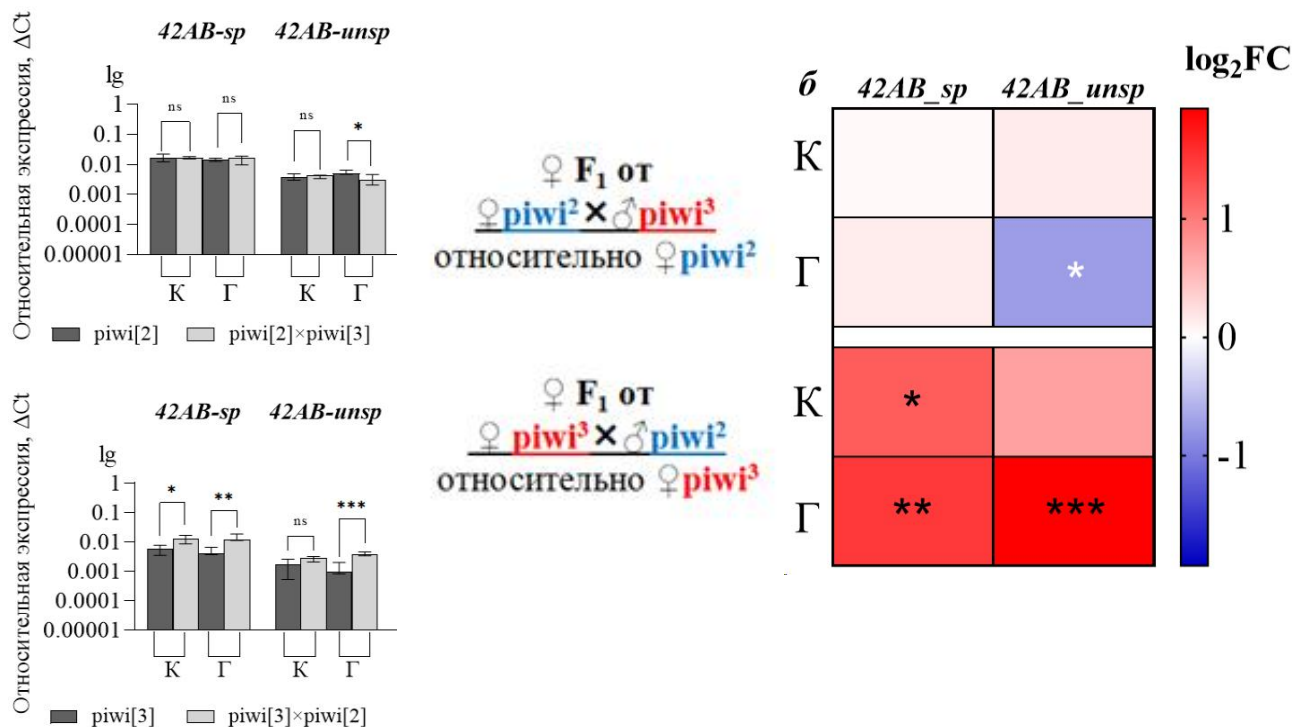 42AB-sp 42AB-unsp
Относительная экспрессия, ΔCt
lg
1
0.1
0.01
0.001
0.0001
0.00001
ns
ns
ns
*
К Г К Г
piwi[2] piwi[2]×piwi[3]
42AB-sp 42AB-unsp
Относительная экспрессия, ΔCt
lg
1
0.1
0.01
0.001
0.0001
0.00001
*
**
ns
***
К Г К Г
piwi[3] piwi[3]×piwi[2]
♀ F₁ от
♀piwi²×♂piwi³
относительно ♀piwi²
♀ F₁ от
♀ piwi³×♂piwi²
относительно ♀piwi³
б 42AB_sp 42AB_unsp
К
Г *
К *
Г ** ***
log₂FC
1
0
-1